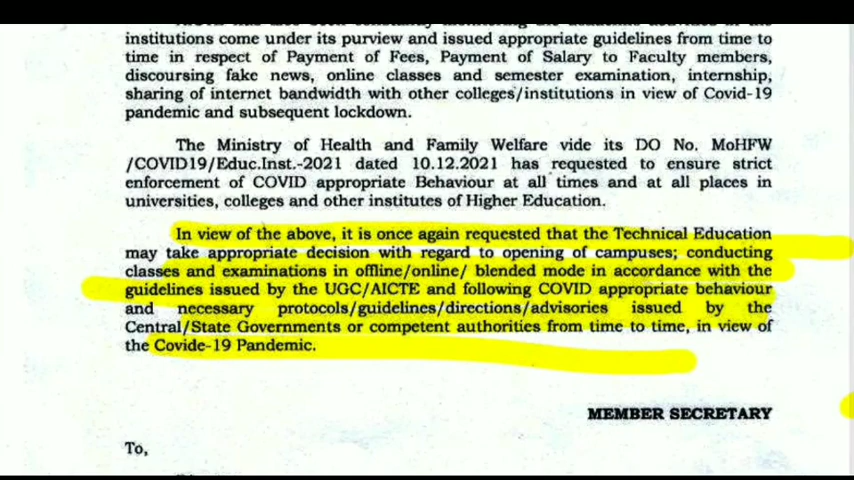 institutions come under its purview and issued appropriate guidelines from time to
time in respect of Payment of Fees, Payment of Salary to Faculty members,
discoursing fake news, online classes and semester examination, internship,
sharing of internet bandwidth with other colleges/institutions in view of Covid-19
pandemic and subsequent lockdown.
The Ministry of Health and Family Welfare vide its DO No. MoHFW
/COVID19/Educ.Inst.-2021 dated 10.12.2021 has requested to ensure strict
enforcement of COVID appropriate Behaviour at all times and at all places in
universities, colleges and other institutes of Higher Education.
In view of the above, it is once again requested that the Technical Education
may take appropriate decision with regard to opening of campuses; conducting
classes and examinations in offline/online/ blended mode in accordance with the
guidelines issued by the UGC/AICTE and following COVID appropriate behaviour
and necessary protocols/guidelines/directions/advisories issued by the
Central/State Governments or competent authorities from time to time, in view of
the Covide-19 Pandemic.
MEMBER SECRETARY
To,